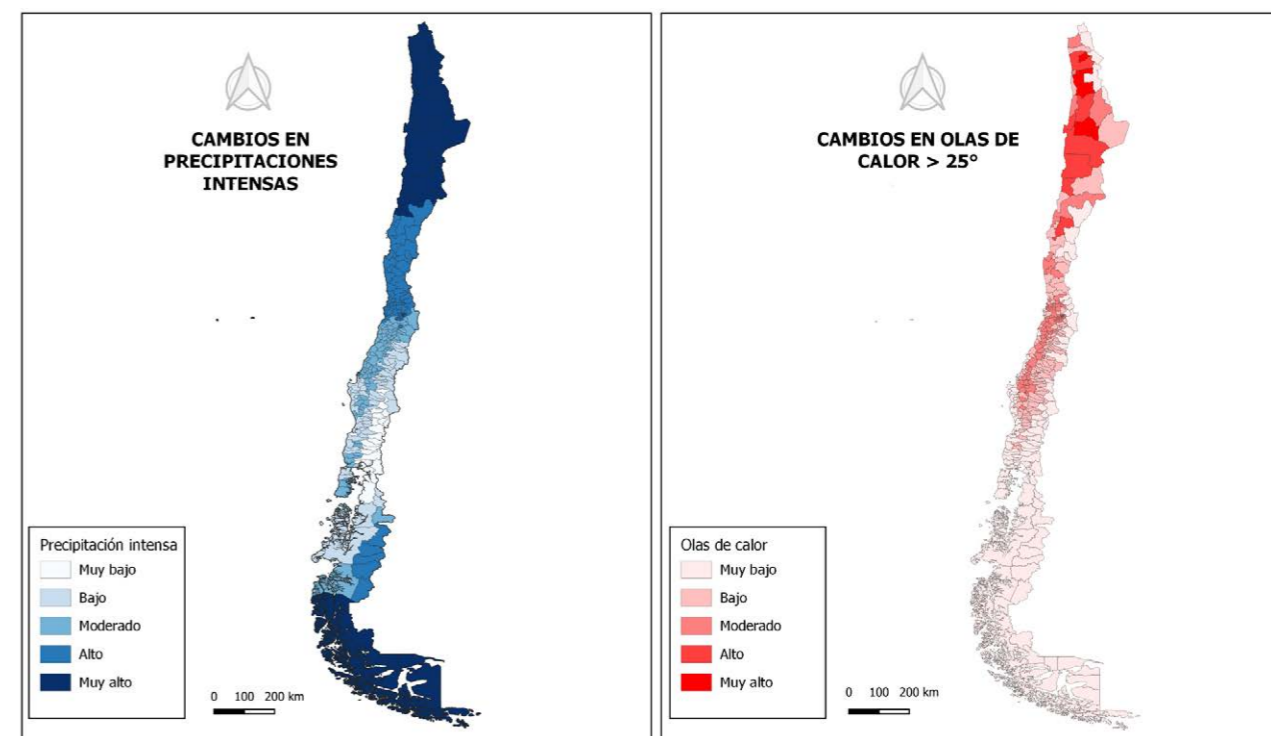 CAMBIOS EN
PRECIPITACIONES
INTENSAS
Precipitación intensa
Muy bajo
Bajo
Moderado
Alto
Muy alto
0 100 200 km
CAMBIOS EN OLAS DE
CALOR > 25°
Olas de calor
Muy bajo
Bajo
Moderado
Alto
Muy alto
0 100 200 km